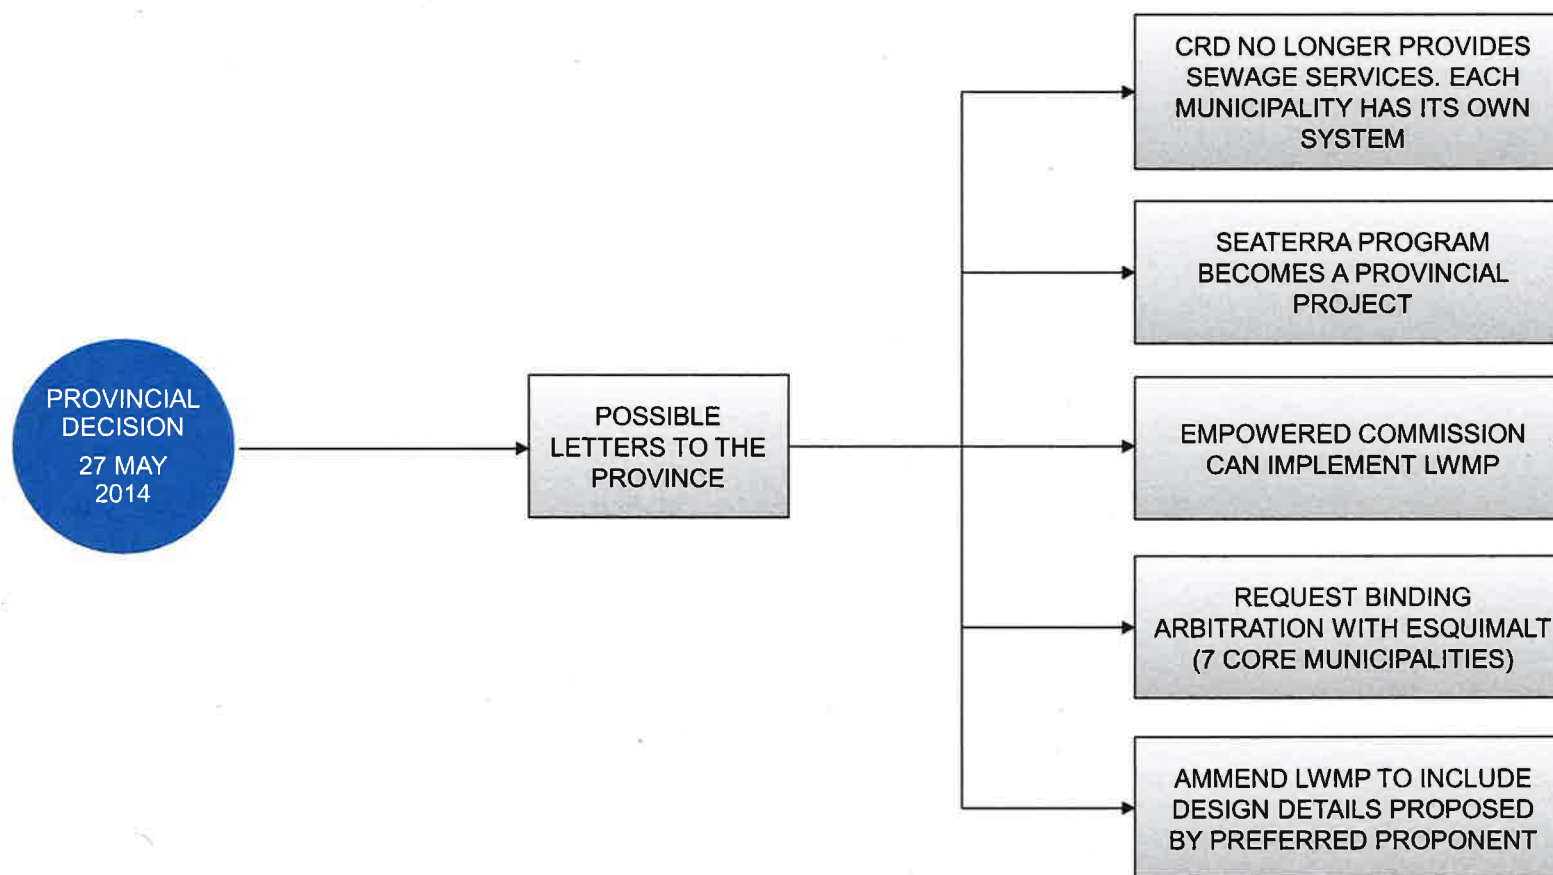 PROVINCIAL
DECISION
27 MAY
2014
POSSIBLE
LETTERS TO THE
PROVINCE
CRD NO LONGER PROVIDES
SEWAGE SERVICES. EACH
MUNICIPALITY HAS ITS OWN
SYSTEM
SEATERRA PROGRAM
BECOMES A PROVINCIAL
PROJECT
EMPOWERED COMMISSION
CAN IMPLEMENT LWMP
REQUEST BINDING
ARBITRATION WITH ESQUIMALT
(7 CORE MUNICIPALITIES)
AMMEND LWMP TO INCLUDE
DESIGN DETAILS PROPOSED
BY PREFERRED PROPONENT